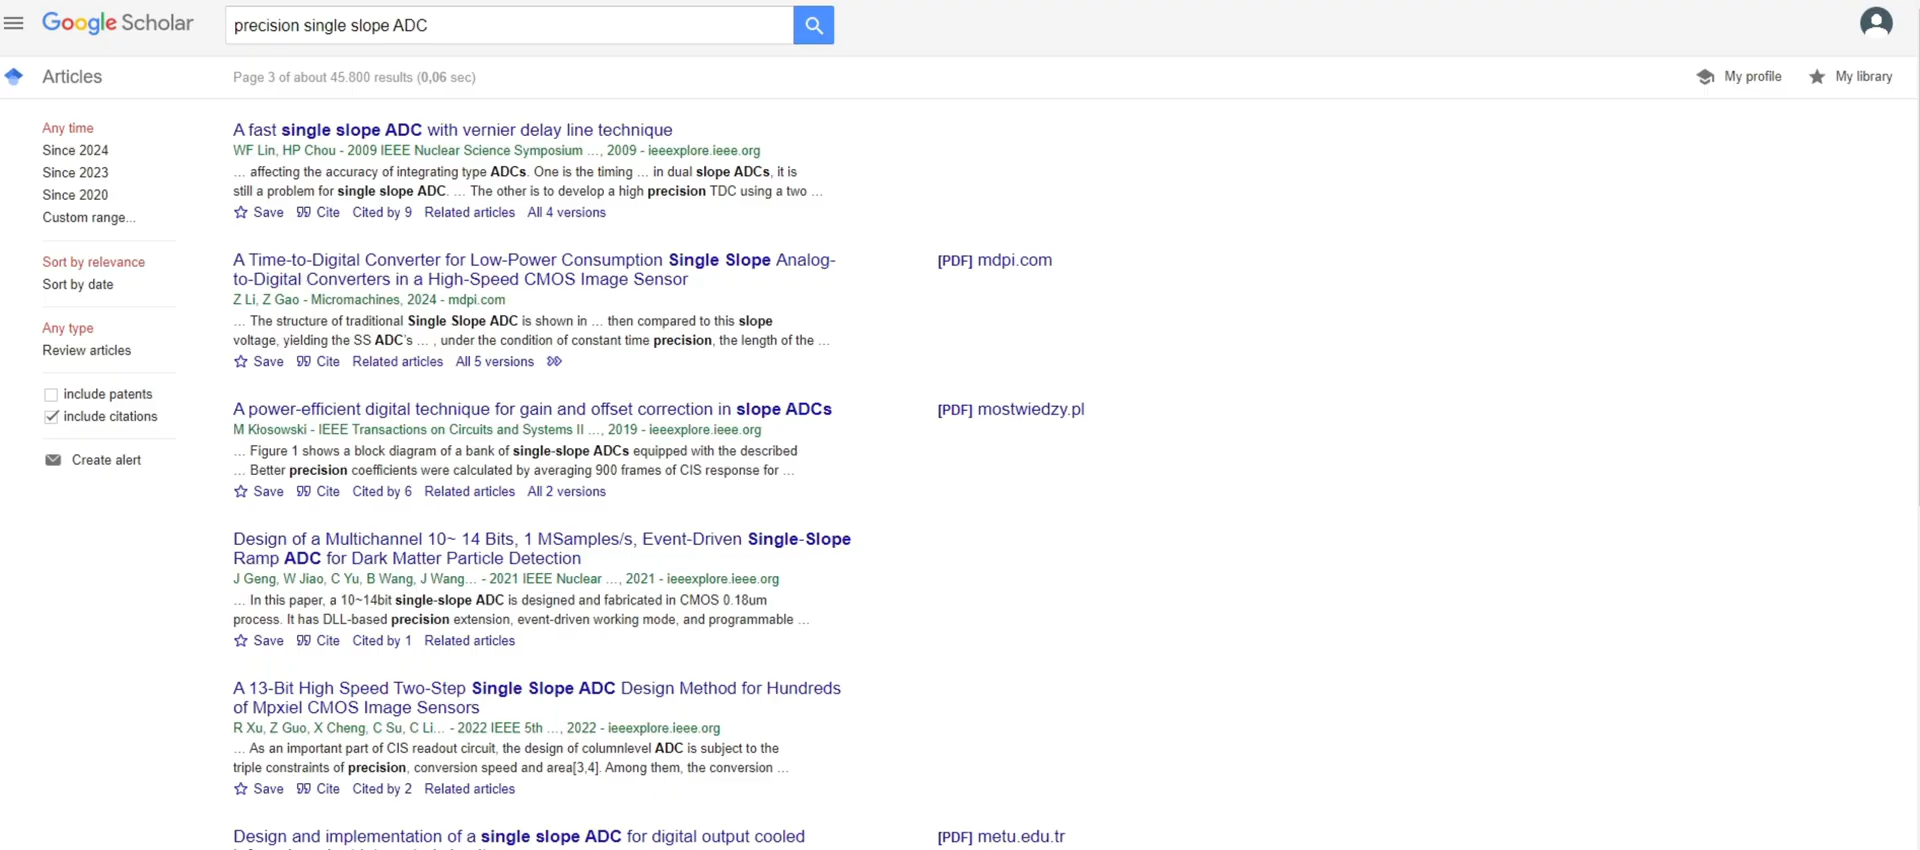 Google Scholar
precision single slope ADC
Articles
Page 3 of about 45.800 results (0,06 sec)
My profile
My library
Any time
Since 2024
Since 2023
Since 2020
Custom range...
Sort by relevance
Sort by date
Any type
Review articles
include patents
include citations
Create alert
A fast single slope ADC with vernier delay line technique
WF Lin, HP Chou - 2009 IEEE Nuclear Science Symposium …, 2009 - ieeexplore.ieee.org
… affecting the accuracy of integrating type ADCs. One is the timing … in dual slope ADCs, it is
still a problem for single slope ADC. … The other is to develop a high precision TDC using a two …
Save Cite Cited by 9 Related articles All 4 versions
A Time-to-Digital Converter for Low-Power Consumption Single Slope Analog-
to-Digital Converters in a High-Speed CMOS Image Sensor
[PDF] mdpi.com
Z Li, Z Gao - Micromachines, 2024 - mdpi.com
… The structure of traditional Single Slope ADC is shown in … then compared to this slope
voltage, yielding the SS ADC's … , under the condition of constant time precision, the length of the …
Save Cite Related articles All 5 versions
A power-efficient digital technique for gain and offset correction in slope ADCs
[PDF] mostwiedzy.pl
M Kłosowski - IEEE Transactions on Circuits and Systems II …, 2019 - ieeexplore.ieee.org
… Figure 1 shows a block diagram of a bank of single-slope ADCs equipped with the described
… Better precision coefficients were calculated by averaging 900 frames of CIS response for …
Save Cite Cited by 6 Related articles All 2 versions
Design of a Multichannel 10~ 14 Bits, 1 MSamples/s, Event-Driven Single-Slope
Ramp ADC for Dark Matter Particle Detection
J Geng, W Jiao, C Yu, B Wang, J Wang… - 2021 IEEE Nuclear …, 2021 - ieeexplore.ieee.org
… In this paper, a 10~14bit single-slope ADC is designed and fabricated in CMOS 0.18um
process. It has DLL-based precision extension, event-driven working mode, and programmable …
Save Cite Cited by 1 Related articles
A 13-Bit High Speed Two-Step Single Slope ADC Design Method for Hundreds
of Mpxiel CMOS Image Sensors
R Xu, Z Guo, X Cheng, C Su, C Li… - 2022 IEEE 5th …, 2022 - ieeexplore.ieee.org
… As an important part of CIS readout circuit, the design of columnlevel ADC is subject to the
triple constraints of precision, conversion speed and area[3,4]. Among them, the conversion …
Save Cite Cited by 2 Related articles
Design and implementation of a single slope ADC for digital output cooled
[PDF] metu.edu.tr